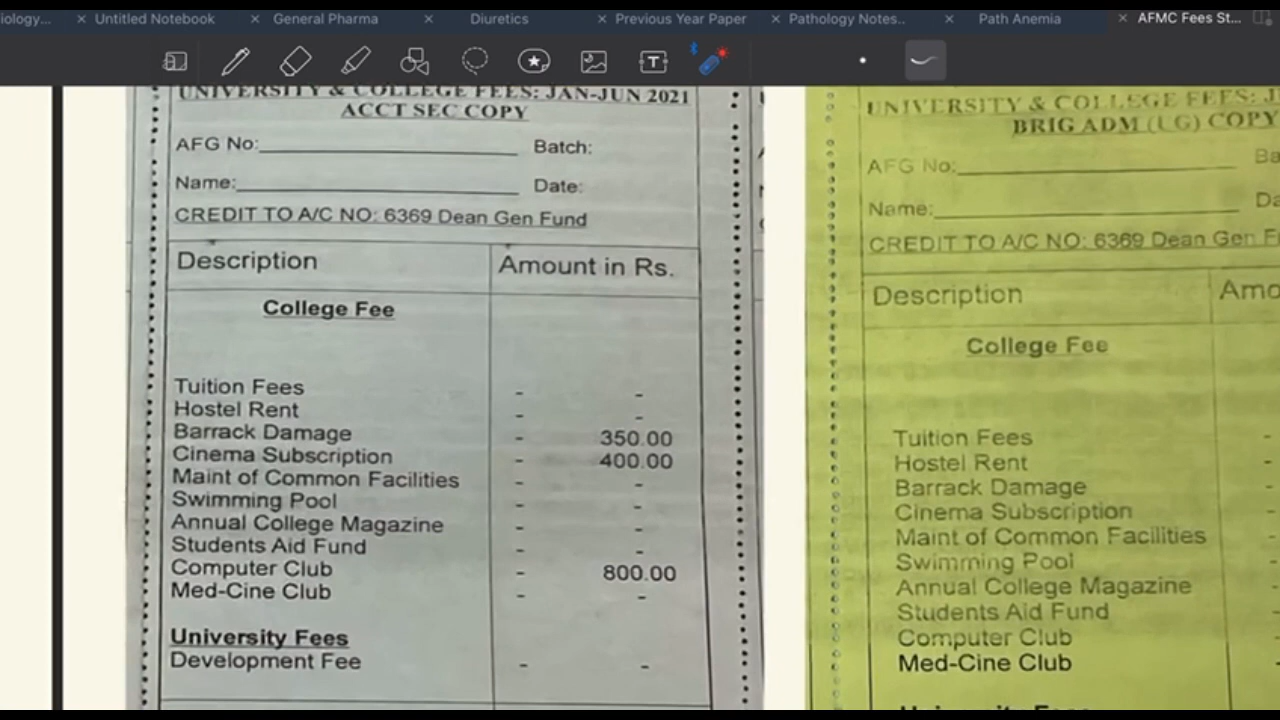 iology...
Untitled Notebook
General Pharma
Diuretics
Previous Year Paper
Pathology Notes..
Path Anemia
AFMC Fees St...
UNIVERSITY & COLLEGE FEES: JAN-JUN 2021
ACCT SEC COPY
AFG No:
Batch:
Name:
Date:
CREDIT TO A/C NO: 6369 Dean Gen Fund
Description Amount in Rs.
College Fee
Tuition Fees - -
Hostel Rent - -
Barrack Damage - 350.00
Cinema Subscription - 400.00
Maint of Common Facilities - -
Swimming Pool - -
Annual College Magazine - -
Students Aid Fund - -
Computer Club - 800.00
Med-Cine Club - -
University Fees
Development Fee - -
UNIVERSITY & COLLEGE FEES: J
BRIG ADM (UG) COPY
AFG No:
Ba
Name:
Da
CREDIT TO A/C NO: 6369 Dean Gen F
Description Amo
College Fee
Tuition Fees -
Hostel Rent -
Barrack Damage -
Cinema Subscription -
Maint of Common Facilities -
Swimming Pool -
Annual College Magazine -
Students Aid Fund -
Computer Club -
Med-Cine Club -